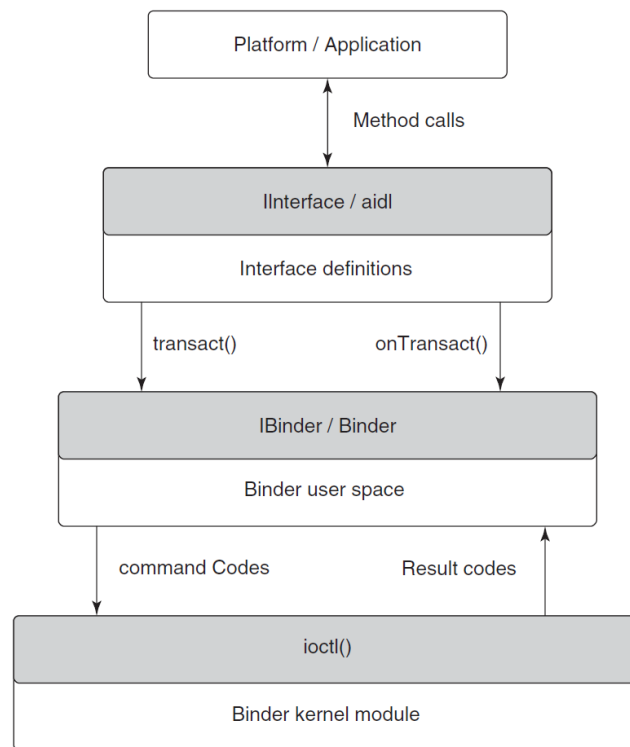 Platform / Application
Method calls
IInterface / aidl
Interface definitions
transact()
onTransact()
IBinder / Binder
Binder user space
command Codes
Result codes
ioctl()
Binder kernel module